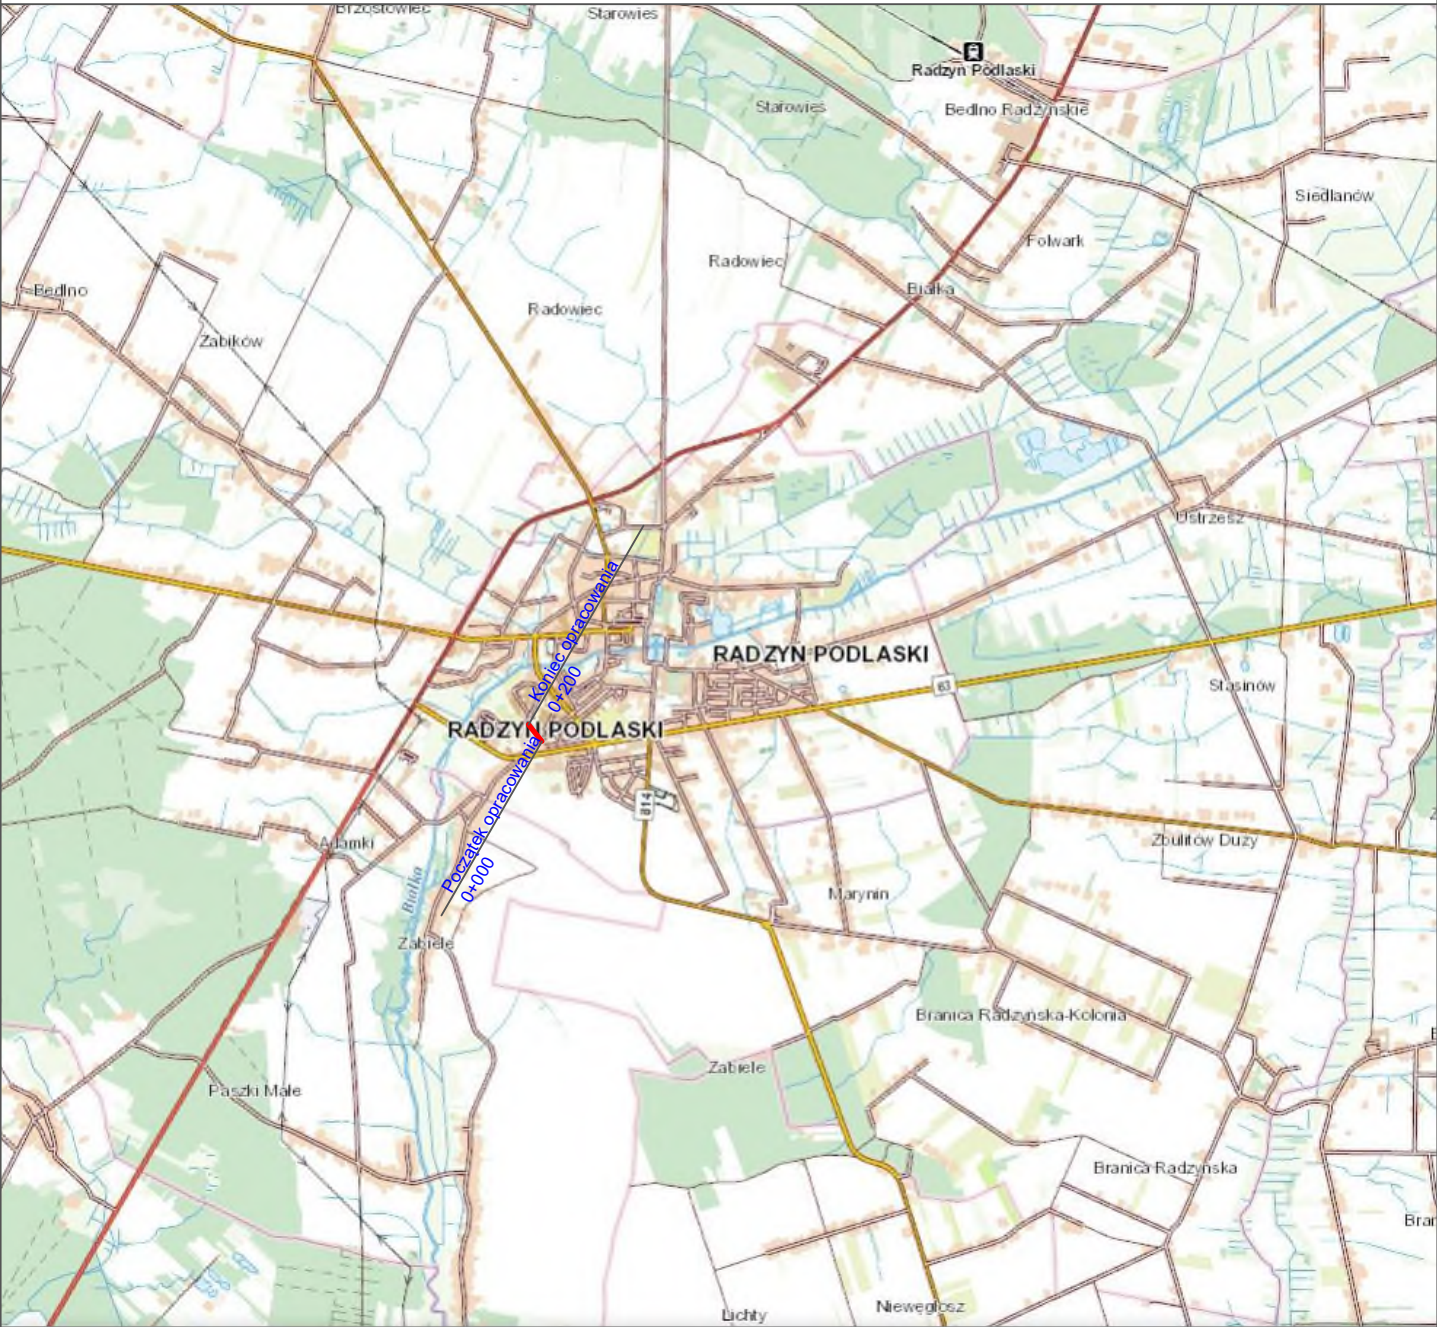 Brzostowiec
Starowies
Radzyń Podlaski
Starowies
Bedlno Radzyńskie
Siedlanów
Folwark
Radowiec
Białka
Bedlno
Radowiec
Żabików
Ustrzesz
Koniec opracowania
0+200
RADZYŃ PODLASKI
63
Stasinów
RADZYŃ PODLASKI
Początek opracowania
0+000
814
Adamki
Zbulitów Duży
Białka
Marynin
Zabiele
Branica Radzyńska-Kolonia
Zabiele
Paszki Małe
Branica Radzyńska
Bran
Niewęgłosz
Lichty